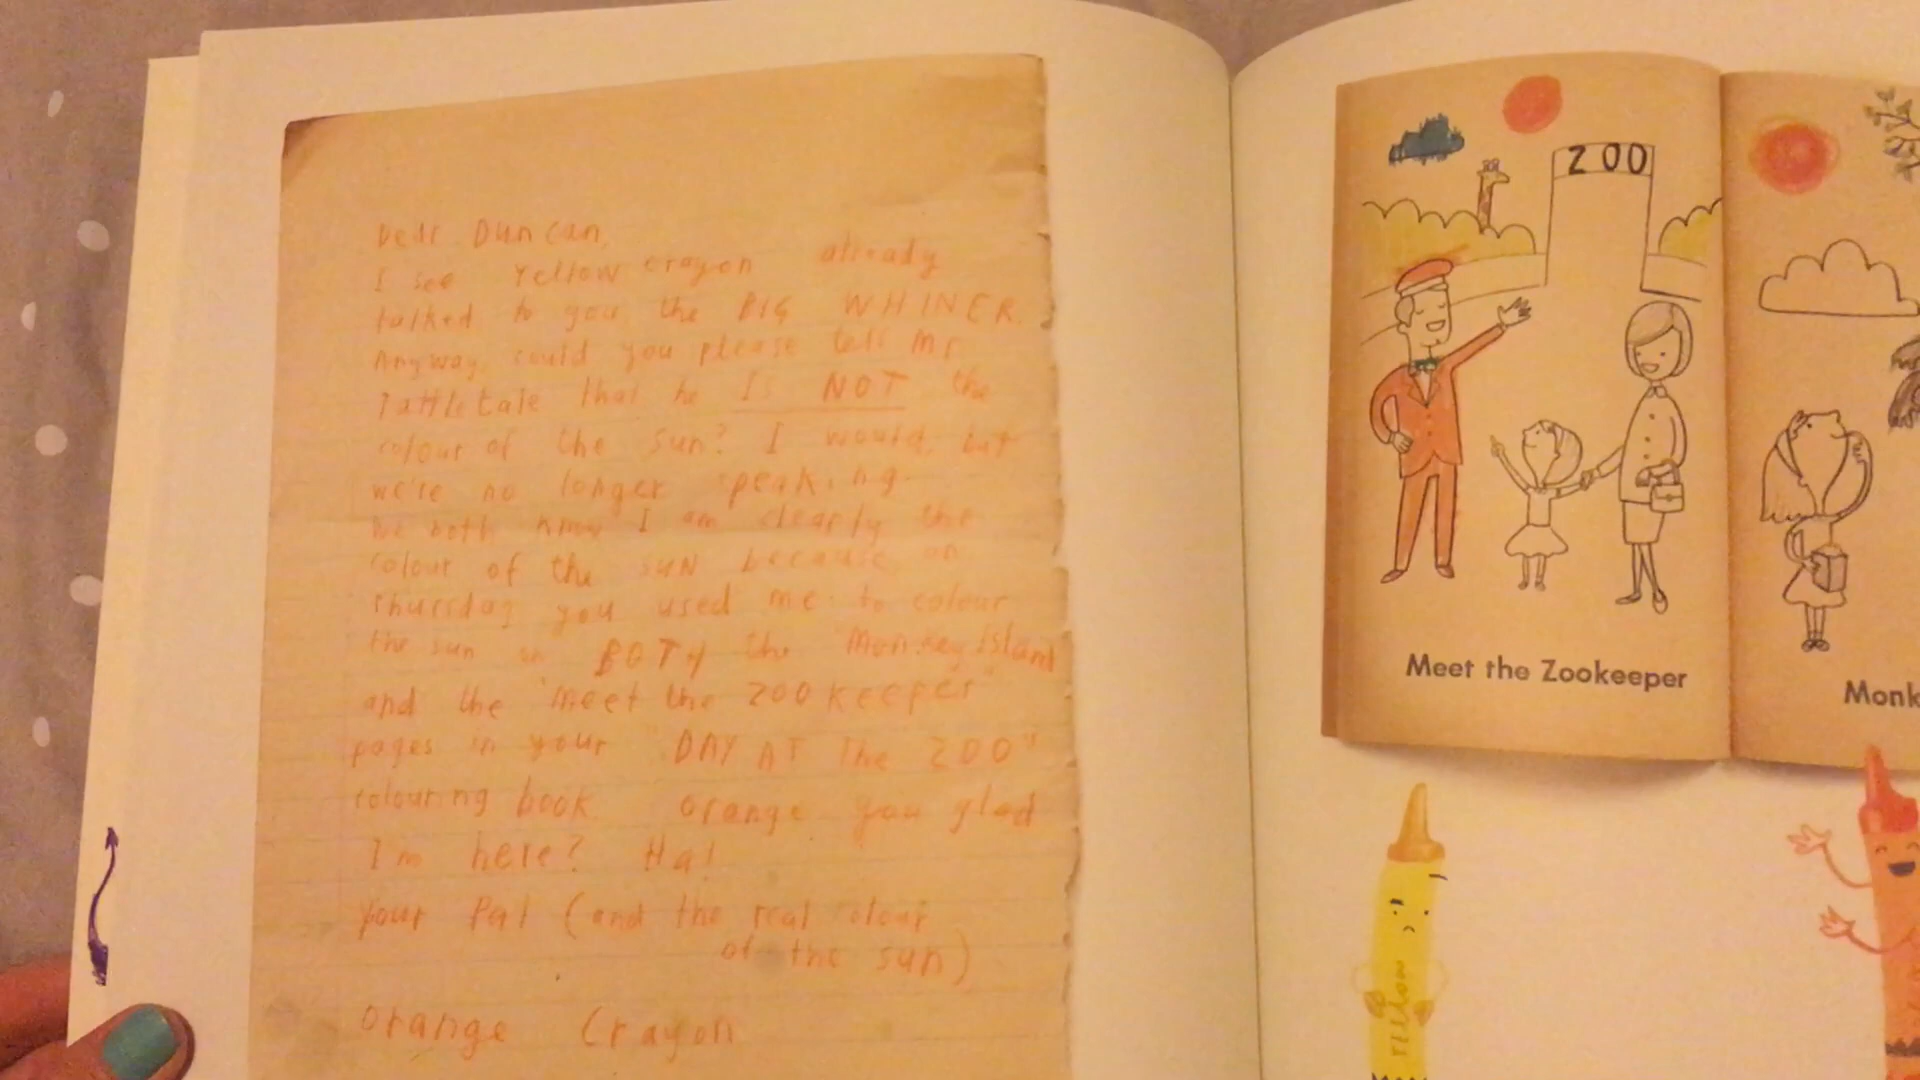 Dear Duncan,
I see Yellow crayon already
talked to you, the BIG WHINER.
Anyway, could you please tell Mr
Tattletale that he IS NOT the
colour of the sun? I would, but
we're no longer speaking.
We both know I am clearly the
colour of the sun because, on
Thursday you used me to colour
the sun on BOTH the "Monkey Island"
and the "Meet the Zookeeper"
pages in your "DAY AT The ZOO"
colouring book. Orange you glad
I'm here? Ha!
Your Pal (and the real colour
of the sun)
Orange Crayon
ZOO
Meet the Zookeeper
Monk
Yellow